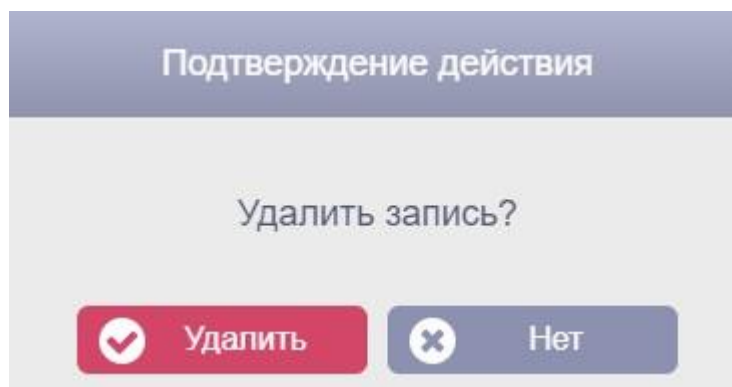 Подтверждение действия
Удалить запись?
Удалить Нет